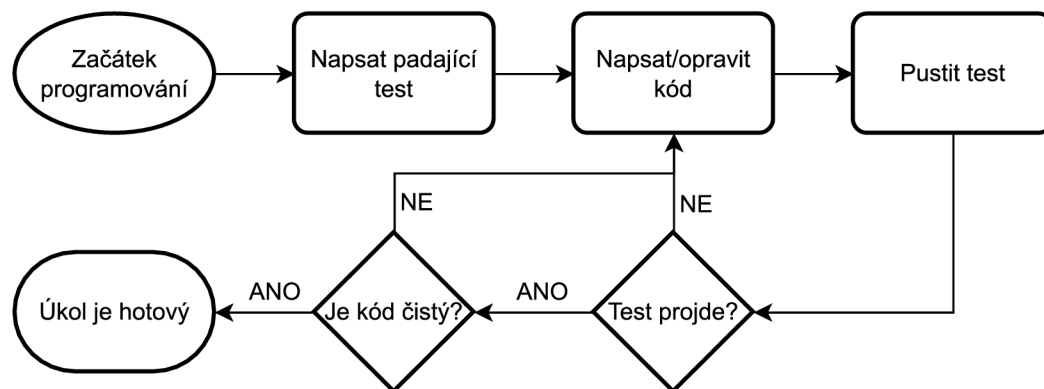 Začátek
programování
Napsat padající
test
Napsat/opravit
kód
Pustit test
NE
NE
Úkol je hotový
ANO
Je kód čistý?
ANO
Test projde?